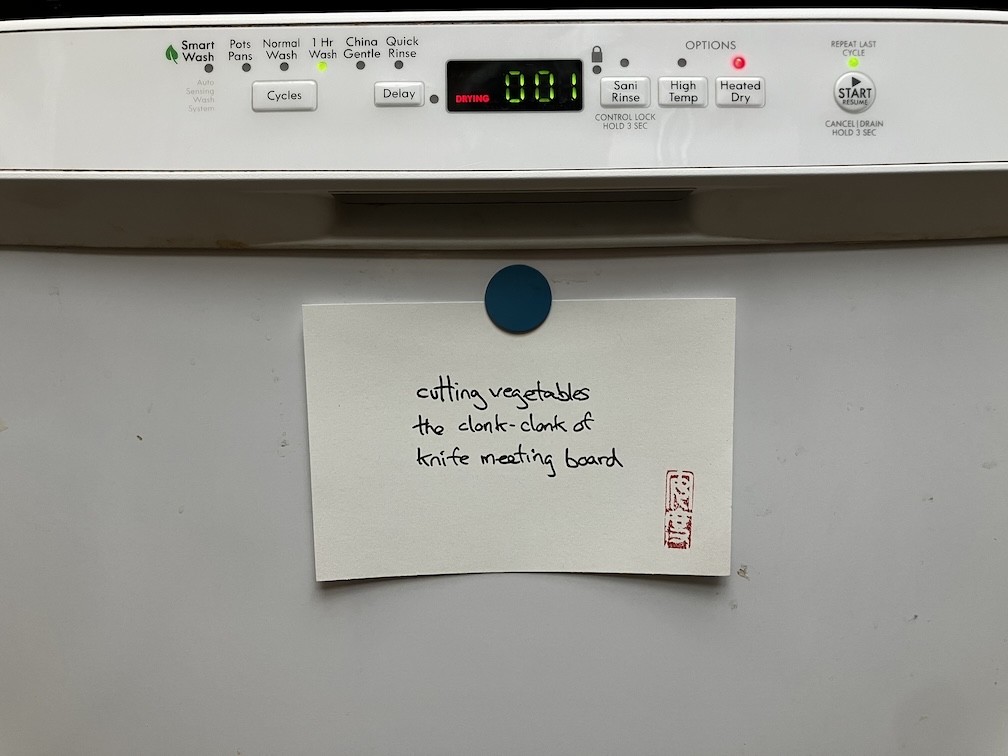 Smart Wash
Pots Pans
Normal Wash
1 Hr Wash
China Gentle
Quick Rinse
Auto Sensing Wash System
Cycles
Delay
DRYING 001
OPTIONS
Sani Rinse
High Temp
Heated Dry
CONTROL LOCK
HOLD 3 SEC
REPEAT LAST
CYCLE
START
RESUME
CANCEL|DRAIN
HOLD 3 SEC
cutting vegetables
the clonk-clonk of
knife meeting board